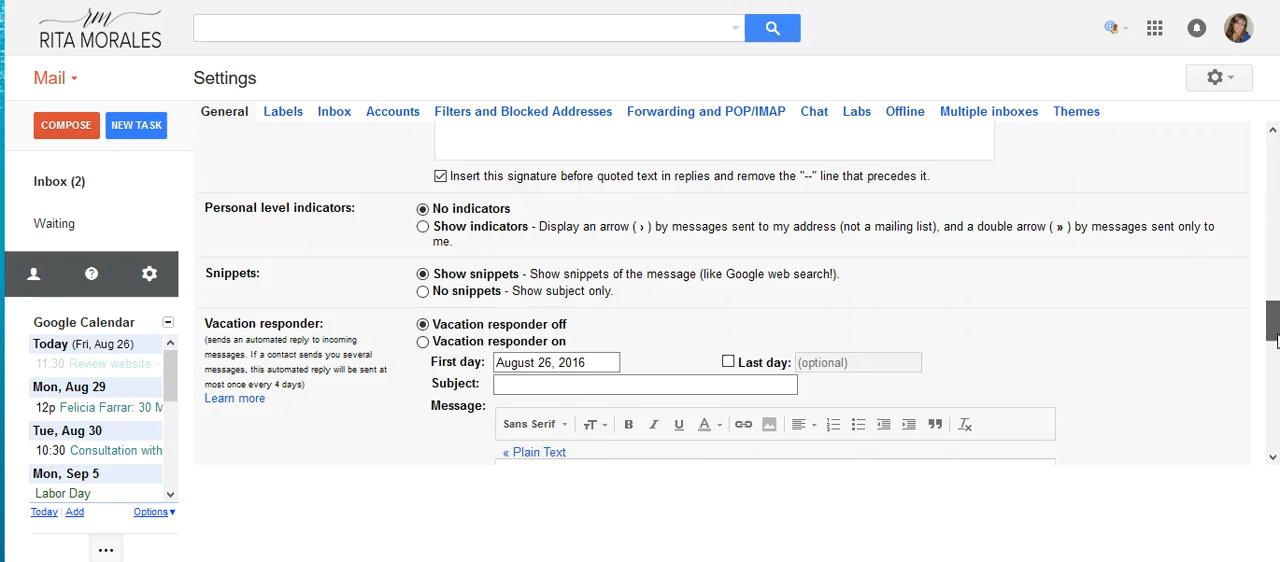 rm
RITA MORALES
Mail
Settings
General Labels Inbox Accounts Filters and Blocked Addresses Forwarding and POP/IMAP Chat Labs Offline Multiple inboxes Themes
COMPOSE NEW TASK
Inbox (2)
Waiting
Google Calendar
Today (Fri, Aug 26)
11:30 Review website -
Mon, Aug 29
12p Felicia Farrar: 30 M
Tue, Aug 30
10:30 Consultation with
Mon, Sep 5
Labor Day
Today Add Options▾
...
Insert this signature before quoted text in replies and remove the "--" line that precedes it.
Personal level indicators:
No indicators
Show indicators - Display an arrow ( › ) by messages sent to my address (not a mailing list), and a double arrow ( » ) by messages sent only to
me.
Snippets:
Show snippets - Show snippets of the message (like Google web search!).
No snippets - Show subject only.
Vacation responder:
(sends an automated reply to incoming
messages. If a contact sends you several
messages, this automated reply will be sent at
most once every 4 days)
Learn more
Vacation responder off
Vacation responder on
First day: August 26, 2016 Last day: (optional)
Subject:
Message:
Sans Serif
« Plain Text